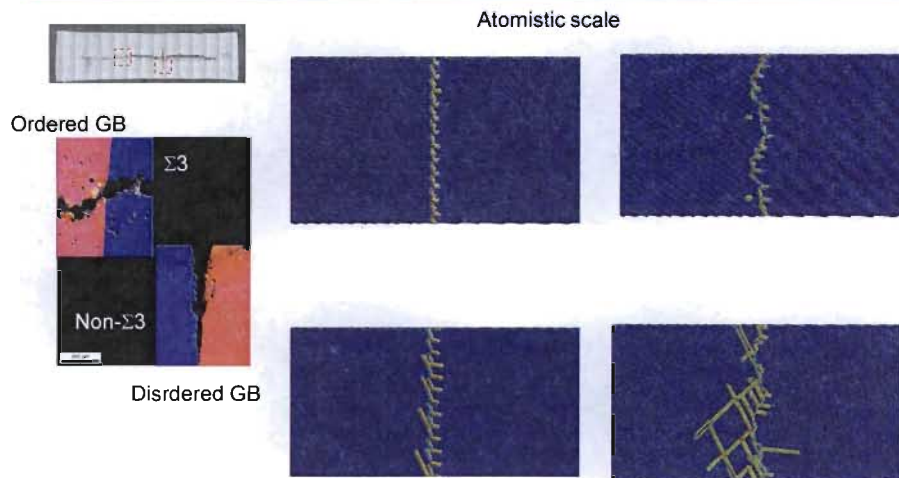 Atomistic scale
Ordered GB
Σ3
Non-Σ3
Disrdered GB